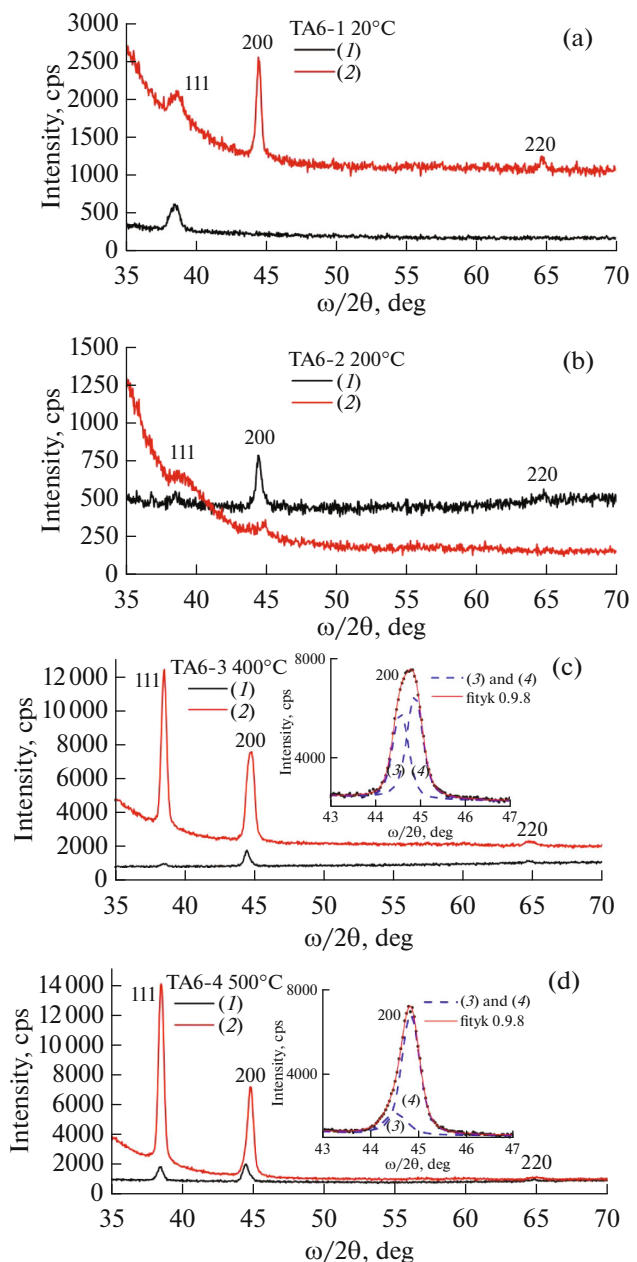 3000
2500
2000
1500
1000
500
0
Intensity, cps
TA6-1 20°C
(1)
(2)
(a)
111
200
220
35 40 45 50 55 60 65 70
ω/2θ, deg
1500
1250
1000
750
500
250
0
Intensity, cps
TA6-2 200°C
(1)
(2)
(b)
111
200
220
35 40 45 50 55 60 65 70
ω/2θ, deg
12 000
10 000
8000
6000
4000
2000
0
Intensity, cps
TA6-3 400°C
(1)
(2)
(c)
111
200
220
8000
4000
Intensity, cps
200
(3) and (4)
fityk 0.9.8
(3) (4)
43 44 45 46 47
ω/2θ, deg
35 40 45 50 55 60 65 70
ω/2θ, deg
14 000
12 000
10 000
8000
6000
4000
2000
0
Intensity, cps
TA6-4 500°C
(1)
(2)
(d)
111
200
220
8000
4000
Intensity, cps
200
(3) and (4)
fityk 0.9.8
(4)
(3)
43 44 45 46 47
ω/2θ, deg
35 40 45 50 55 60 65 70
ω/2θ, deg